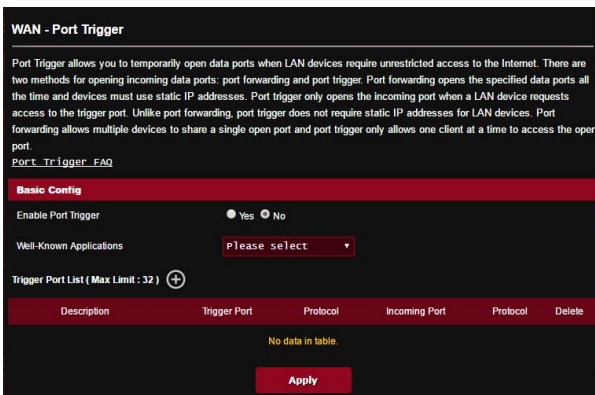 WAN - Port Trigger
Port Trigger allows you to temporarily open data ports when LAN devices require unrestricted access to the Internet. There are
two methods for opening incoming data ports: port forwarding and port trigger. Port forwarding opens the specified data ports all
the time and devices must use static IP addresses. Port trigger only opens the incoming port when a LAN device requests
access to the trigger port. Unlike port forwarding, port trigger does not require static IP addresses for LAN devices. Port
forwarding allows multiple devices to share a single open port and port trigger only allows one client at a time to access the open
port.
Port Trigger FAQ
Basic Config
Enable Port Trigger Yes No
Well-Known Applications Please select
Trigger Port List ( Max Limit : 32 )
Description Trigger Port Protocol Incoming Port Protocol Delete
No data in table.
Apply